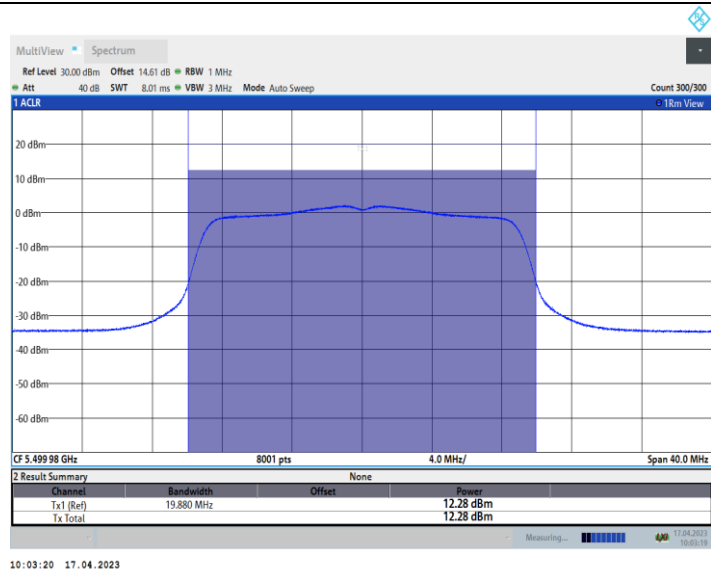 MultiView Spectrum
Ref Level 30.00 dBm Offset 14.61 dB RBW 1 MHz
Att 40 dB SWT 8.01 ms VBW 3 MHz Mode Auto Sweep Count 300/300
1 ACLR 1Rm View
20 dBm
10 dBm
0 dBm
-10 dBm
-20 dBm
-30 dBm
-40 dBm
-50 dBm
-60 dBm
CF 5.499 98 GHz 8001 pts 4.0 MHz/ Span 40.0 MHz
2 Result Summary None
Channel Bandwidth Offset Power
Tx1 (Ref) 19.880 MHz 12.28 dBm
Tx Total 12.28 dBm
Measuring... 17.04.2023
10:03:19
10:03:20 17.04.2023